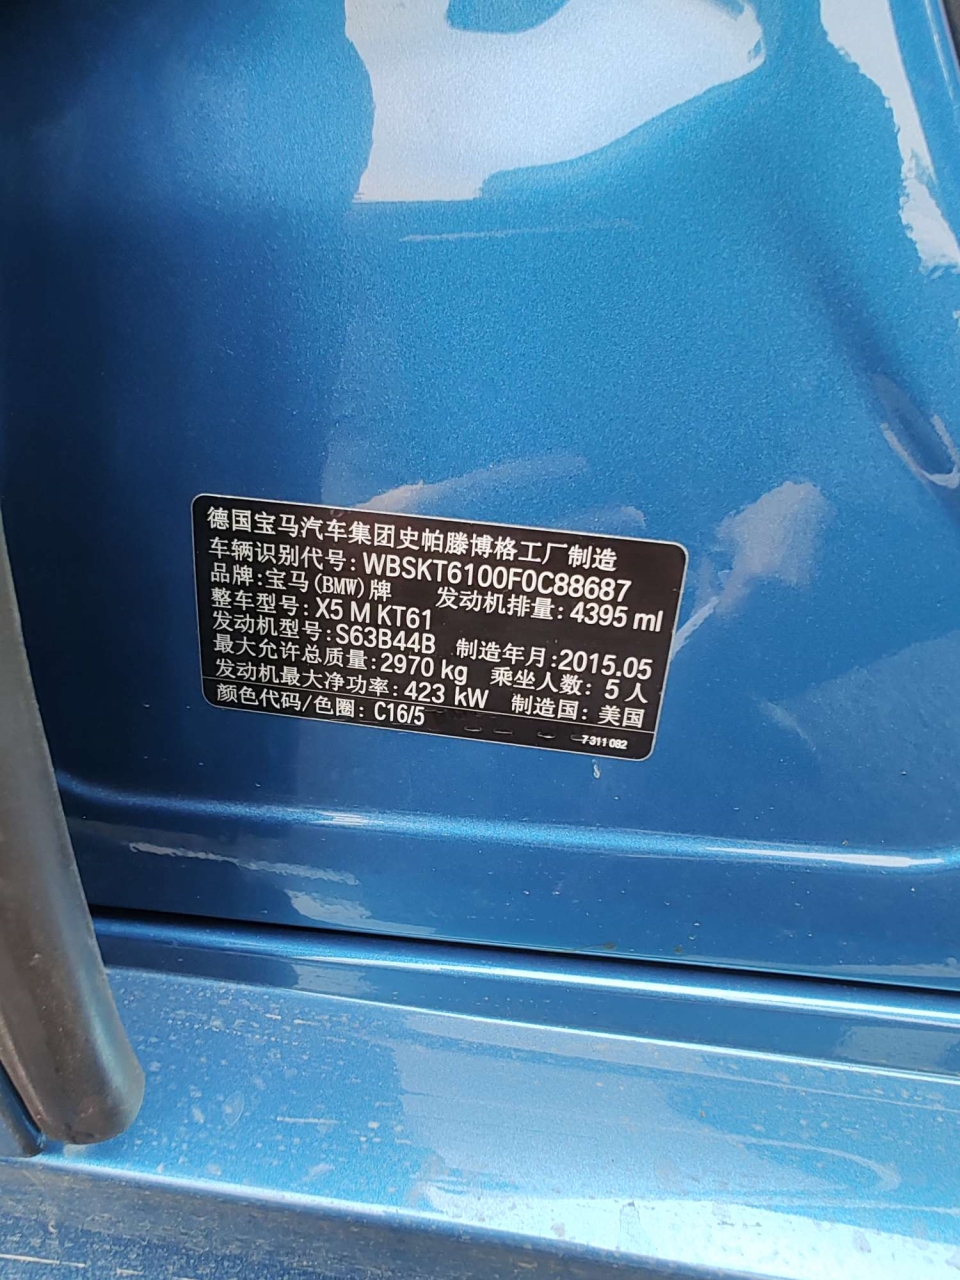 德国宝马汽车集团史帕滕博格工厂制造
车辆识别代号: WBSKT6100F0C88687
品牌: 宝马(BMW)牌 发动机排量: 4395 ml
整车型号: X5 M KT61
发动机型号: S63B44B 制造年月: 2015.05
最大允许总质量: 2970 kg 乘坐人数: 5 人
发动机最大净功率: 423 kW 制造国: 美国
颜色代码/色圈: C16/5
7 311 082